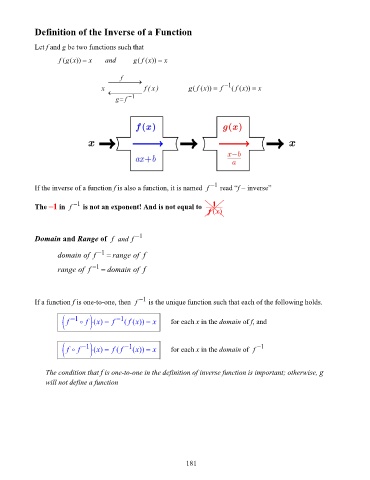 Definition of the Inverse of a Function
Let f and g be two functions such that
f(g(x)) = x and g(f(x)) = x
f
x f(x) g(f(x)) = f⁻¹(f(x)) = x
g = f⁻¹
f(x) g(x)
x x
ax+b x−b
a
If the inverse of a function f is also a function, it is named f⁻¹ read “f – inverse”
The −1 in f⁻¹ is not an exponent! And is not equal to 1
f(x)
Domain and Range of f and f⁻¹
domain of f⁻¹ = range of f
range of f⁻¹ = domain of f
If a function f is one-to-one, then f⁻¹ is the unique function such that each of the following holds:
(f⁻¹ ∘ f)(x) = f⁻¹(f(x)) = x for each x in the domain of f, and
(f ∘ f⁻¹)(x) = f(f⁻¹(x)) = x for each x in the domain of f⁻¹
The condition that f is one-to-one in the definition of inverse function is important; otherwise, g
will not define a function
181